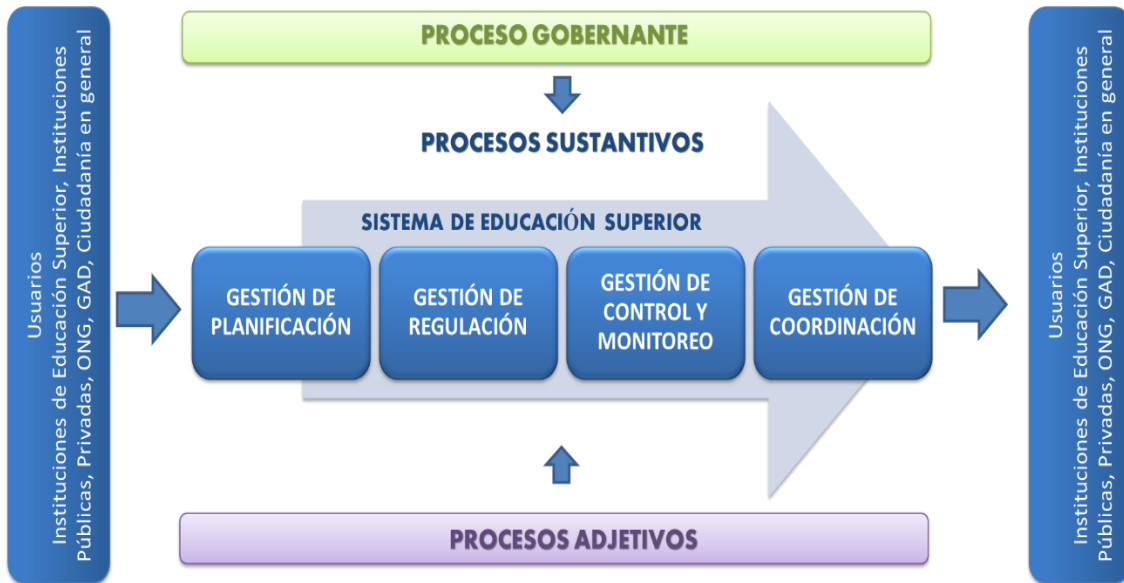 Usuarios
Instituciones de Educación Superior, Instituciones
Públicas, Privadas, ONG, GAD, Ciudadanía en general
PROCESO GOBERNANTE
PROCESOS SUSTANTIVOS
SISTEMA DE EDUCACIÓN SUPERIOR
GESTIÓN DE
PLANIFICACIÓN
GESTIÓN DE
REGULACIÓN
GESTIÓN DE
CONTROL Y
MONITOREO
GESTIÓN DE
COORDINACIÓN
PROCESOS ADJETIVOS
Usuarios
Instituciones de Educación Superior, Instituciones
Públicas, Privadas, ONG, GAD, Ciudadanía en general